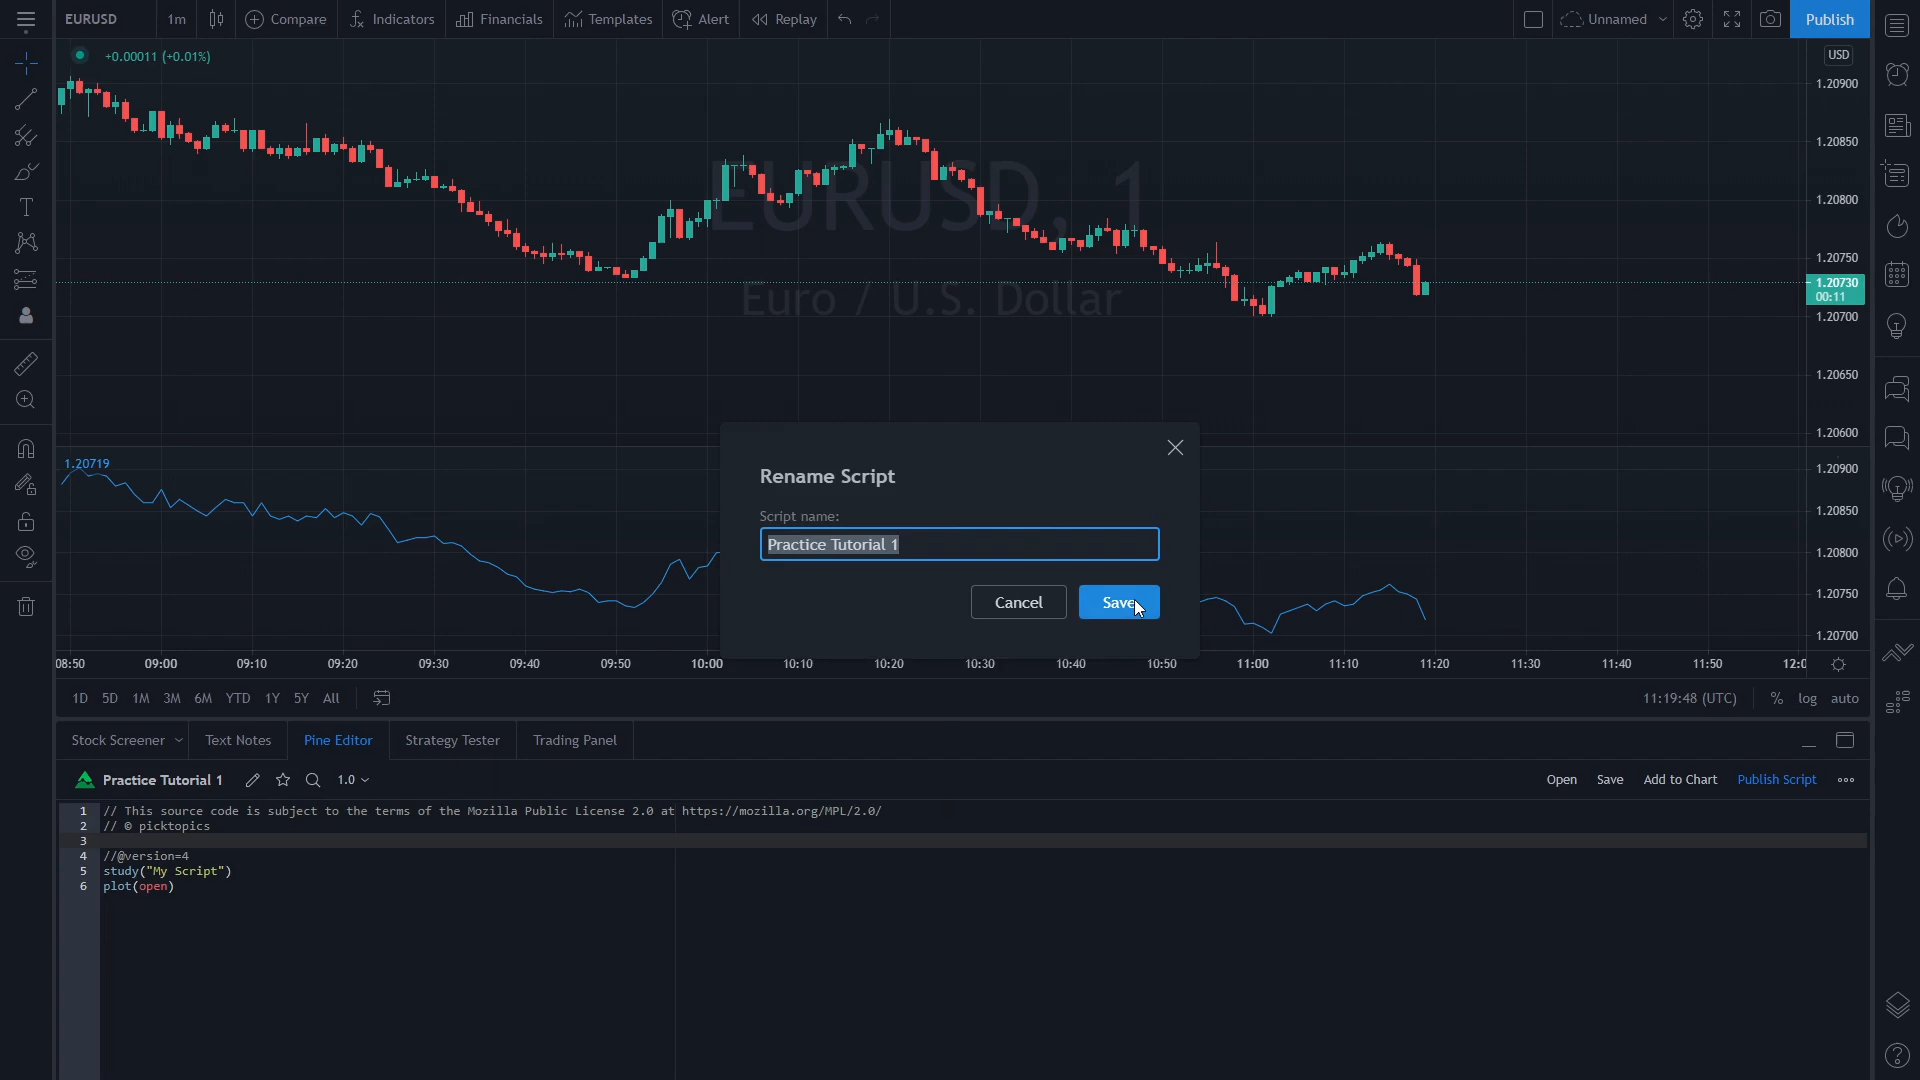 EURUSD
1m
Compare
Indicators
Financials
Templates
Alert
Replay
Unnamed
Publish
+0.00011 (+0.01%)
USD
1.20900
1.20850
1.20800
1.20750
1.20730
00:11
1.20700
1.20650
1.20600
EURUSD, 1
Euro / U.S. Dollar
1.20719
1.20900
1.20850
1.20800
1.20750
1.20700
Rename Script
Script name:
Practice Tutorial 1
Cancel
Save
08:50 09:00 09:10 09:20 09:30 09:40 09:50 10:00 10:10 10:20 10:30 10:40 10:50 11:00 11:10 11:20 11:30 11:40 11:50 12:0
1D 5D 1M 3M 6M YTD 1Y 5Y All
11:19:48 (UTC)
%
log
auto
Stock Screener
Text Notes
Pine Editor
Strategy Tester
Trading Panel
Practice Tutorial 1
1.0
Open
Save
Add to Chart
Publish Script
1 // This source code is subject to the terms of the Mozilla Public License 2.0 at https://mozilla.org/MPL/2.0/
2 // © picktopics
3
4 //@version=4
5 study("My Script")
6 plot(open)